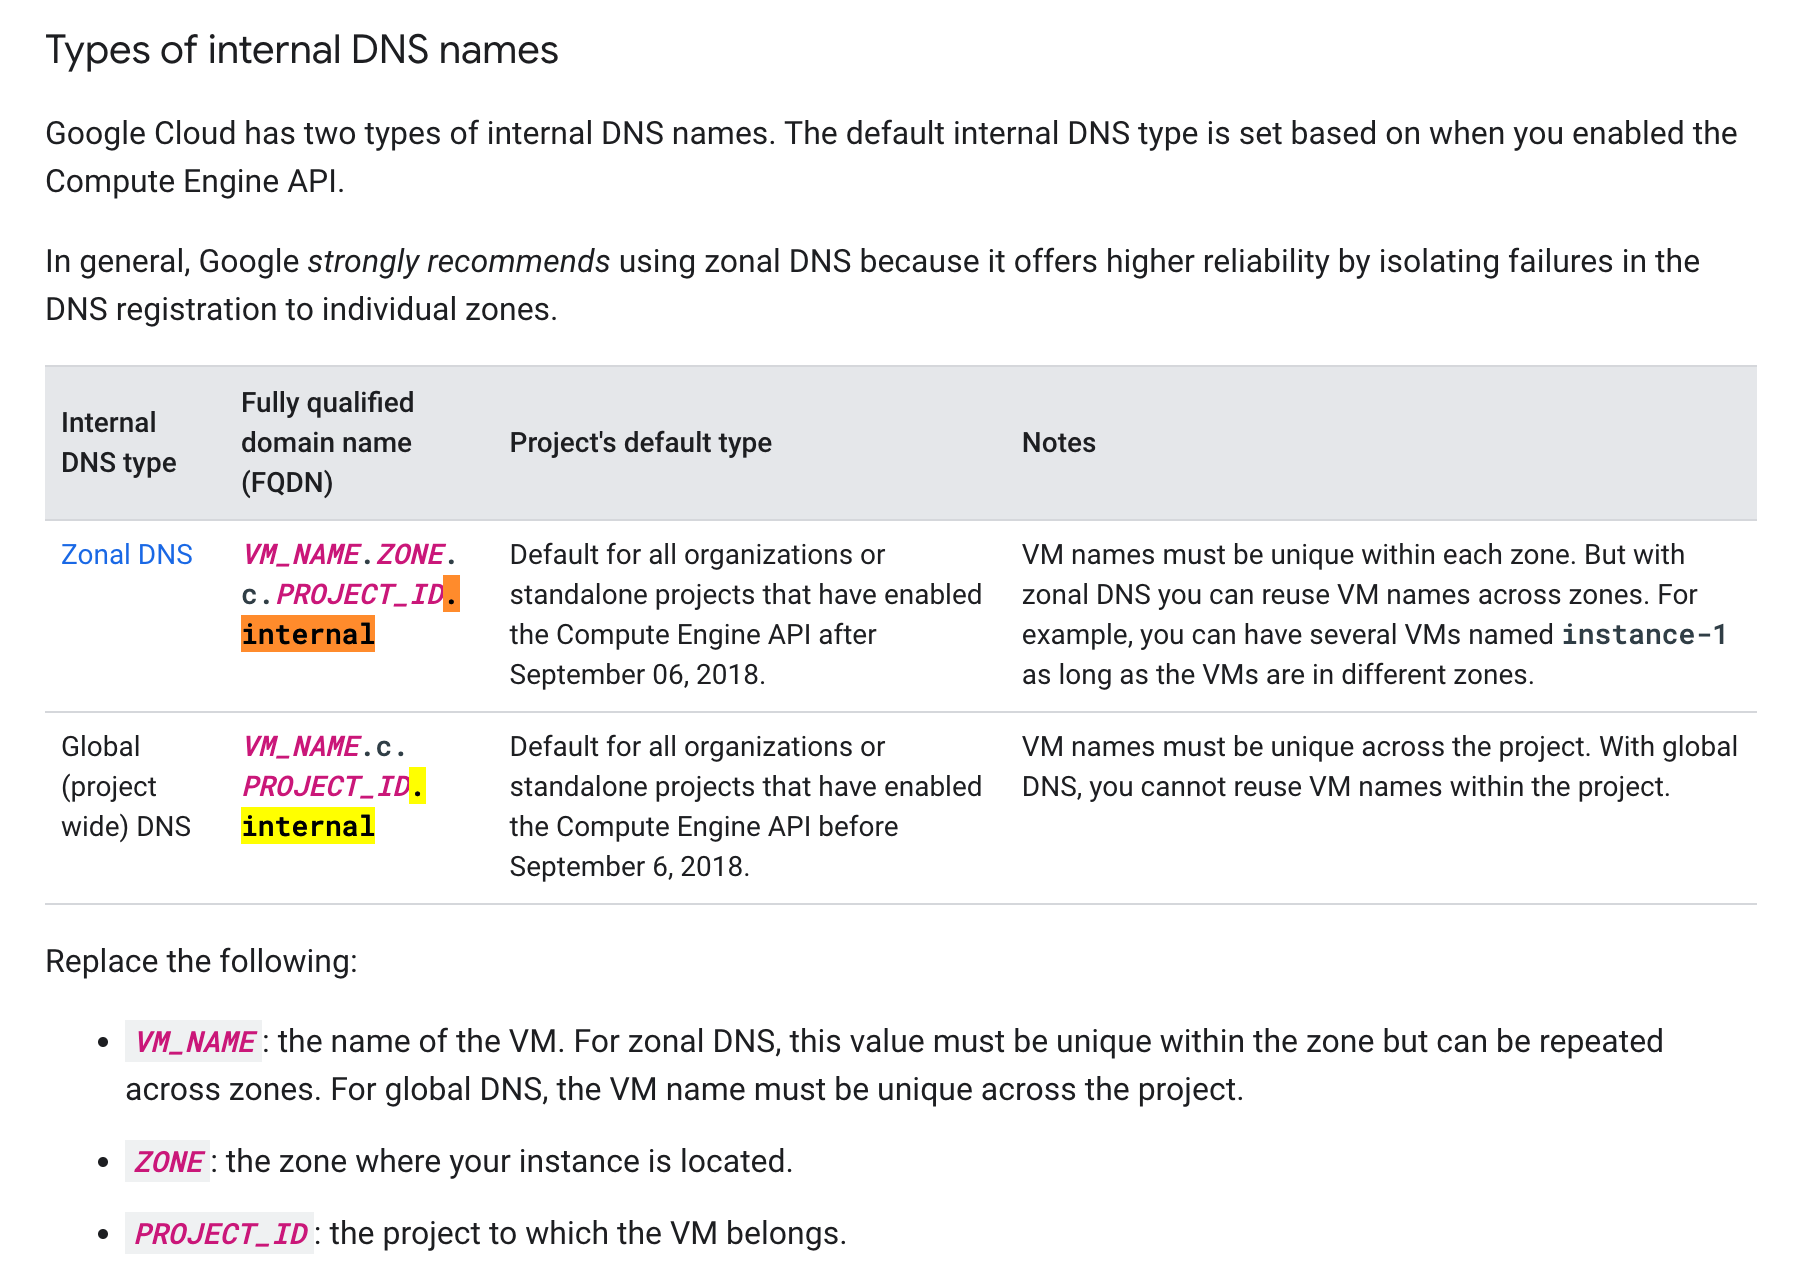 Types of internal DNS names
Google Cloud has two types of internal DNS names. The default internal DNS type is set based on when you enabled the
Compute Engine API.
In general, Google strongly recommends using zonal DNS because it offers higher reliability by isolating failures in the
DNS registration to individual zones.
Internal
DNS type
Fully qualified
domain name
(FQDN)
Project's default type
Notes
Zonal DNS
VM_NAME.ZONE.
c.PROJECT_ID.
internal
Default for all organizations or
standalone projects that have enabled
the Compute Engine API after
September 06, 2018.
VM names must be unique within each zone. But with
zonal DNS you can reuse VM names across zones. For
example, you can have several VMs named instance-1
as long as the VMs are in different zones.
Global
(project
wide) DNS
VM_NAME.c.
PROJECT_ID.
internal
Default for all organizations or
standalone projects that have enabled
the Compute Engine API before
September 6, 2018.
VM names must be unique across the project. With global
DNS, you cannot reuse VM names within the project.
Replace the following:
• VM_NAME: the name of the VM. For zonal DNS, this value must be unique within the zone but can be repeated
across zones. For global DNS, the VM name must be unique across the project.
• ZONE: the zone where your instance is located.
• PROJECT_ID: the project to which the VM belongs.